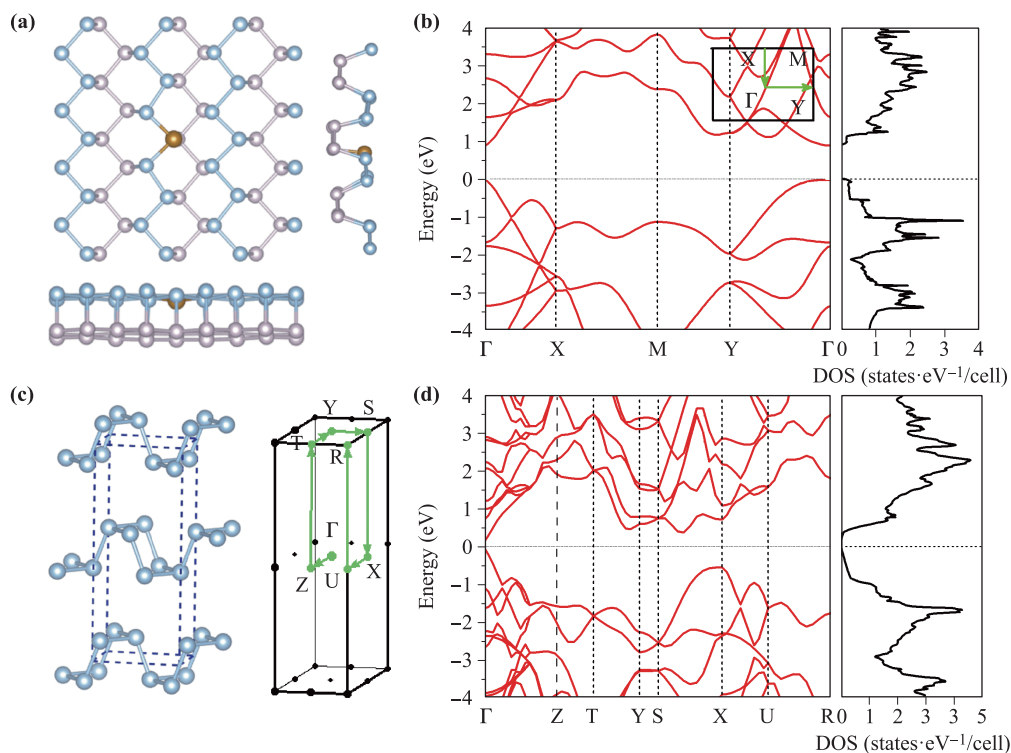 (a)
(b)
4
3
2
1
0
−1
−2
−3
−4
Energy (eV)
X M
Γ Y
Γ X M Y Γ
0 1 2 3 4
DOS (states·eV⁻¹/cell)
(c)
Y S
T R
Γ
Z U X
(d)
4
3
2
1
0
−1
−2
−3
−4
Energy (eV)
Γ Z T Y S X U R
0 1 2 3 4 5
DOS (states·eV⁻¹/cell)